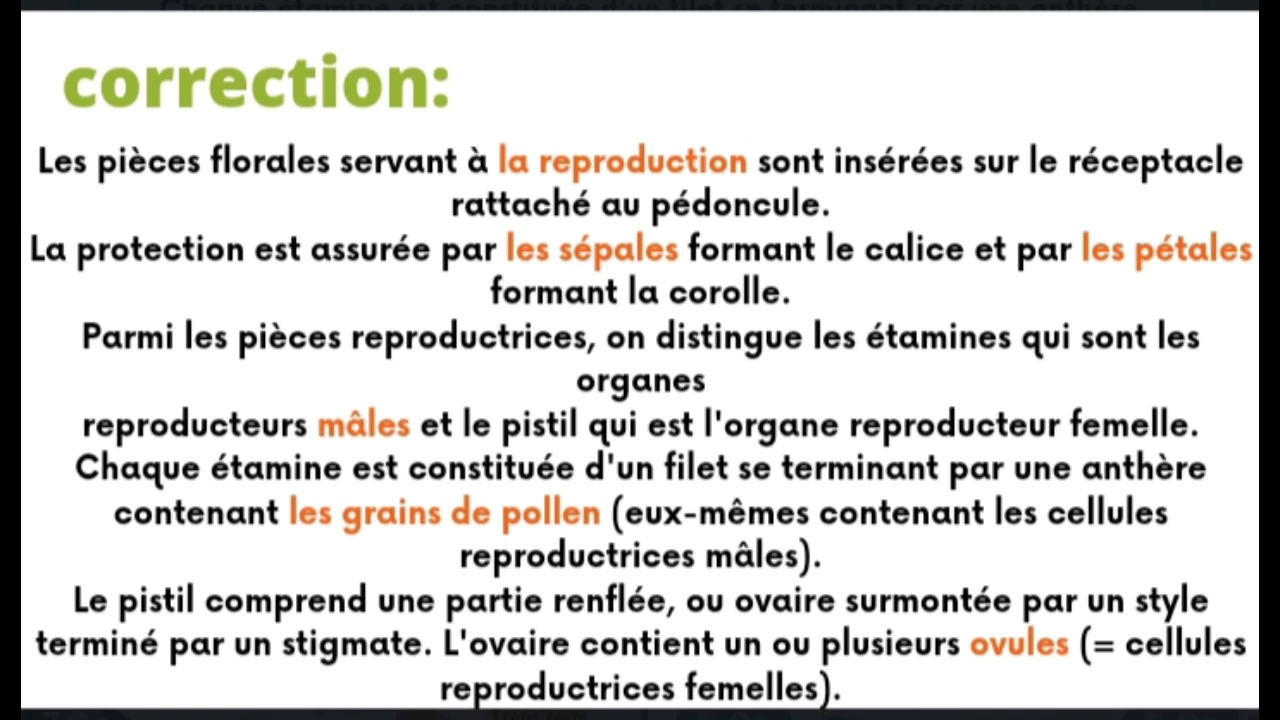 correction:
Les pièces florales servant à la reproduction sont insérées sur le réceptacle
rattaché au pédoncule.
La protection est assurée par les sépales formant le calice et par les pétales
formant la corolle.
Parmi les pièces reproductrices, on distingue les étamines qui sont les
organes
reproducteurs mâles et le pistil qui est l'organe reproducteur femelle.
Chaque étamine est constituée d'un filet se terminant par une anthère
contenant les grains de pollen (eux-mêmes contenant les cellules
reproductrices mâles).
Le pistil comprend une partie renflée, ou ovaire surmontée par un style
terminé par un stigmate. L'ovaire contient un ou plusieurs ovules (= cellules
reproductrices femelles).